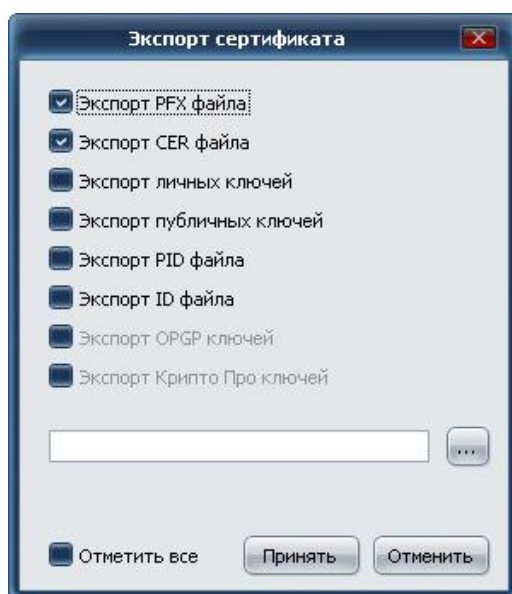 Экспорт сертификата
Экспорт PFX файла
Экспорт CER файла
Экспорт личных ключей
Экспорт публичных ключей
Экспорт PID файла
Экспорт ID файла
Экспорт OPGP ключей
Экспорт Крипто Про ключей
...
Отметить все Принять Отменить